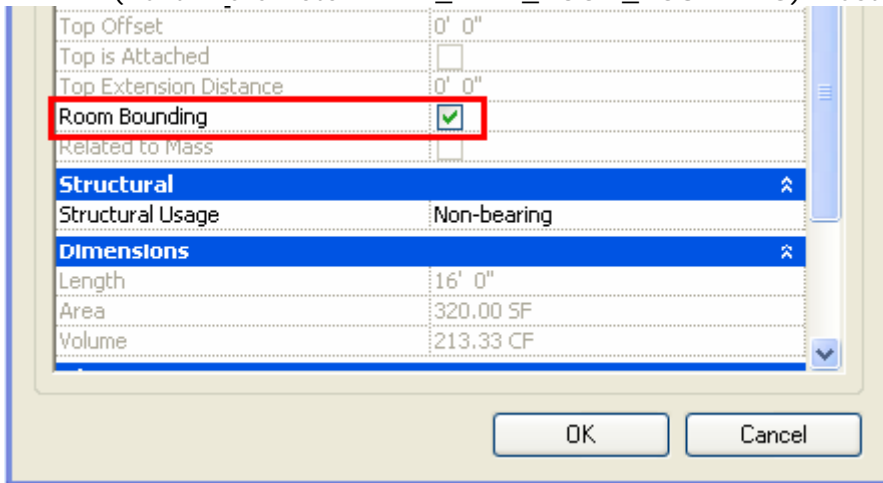 Top Offset 0' 0"
Top is Attached
Top Extension Distance 0' 0"
Room Bounding
Related to Mass
Structural
Structural Usage Non-bearing
Dimensions
Length 16' 0"
Area 320.00 SF
Volume 213.33 CF
OK Cancel